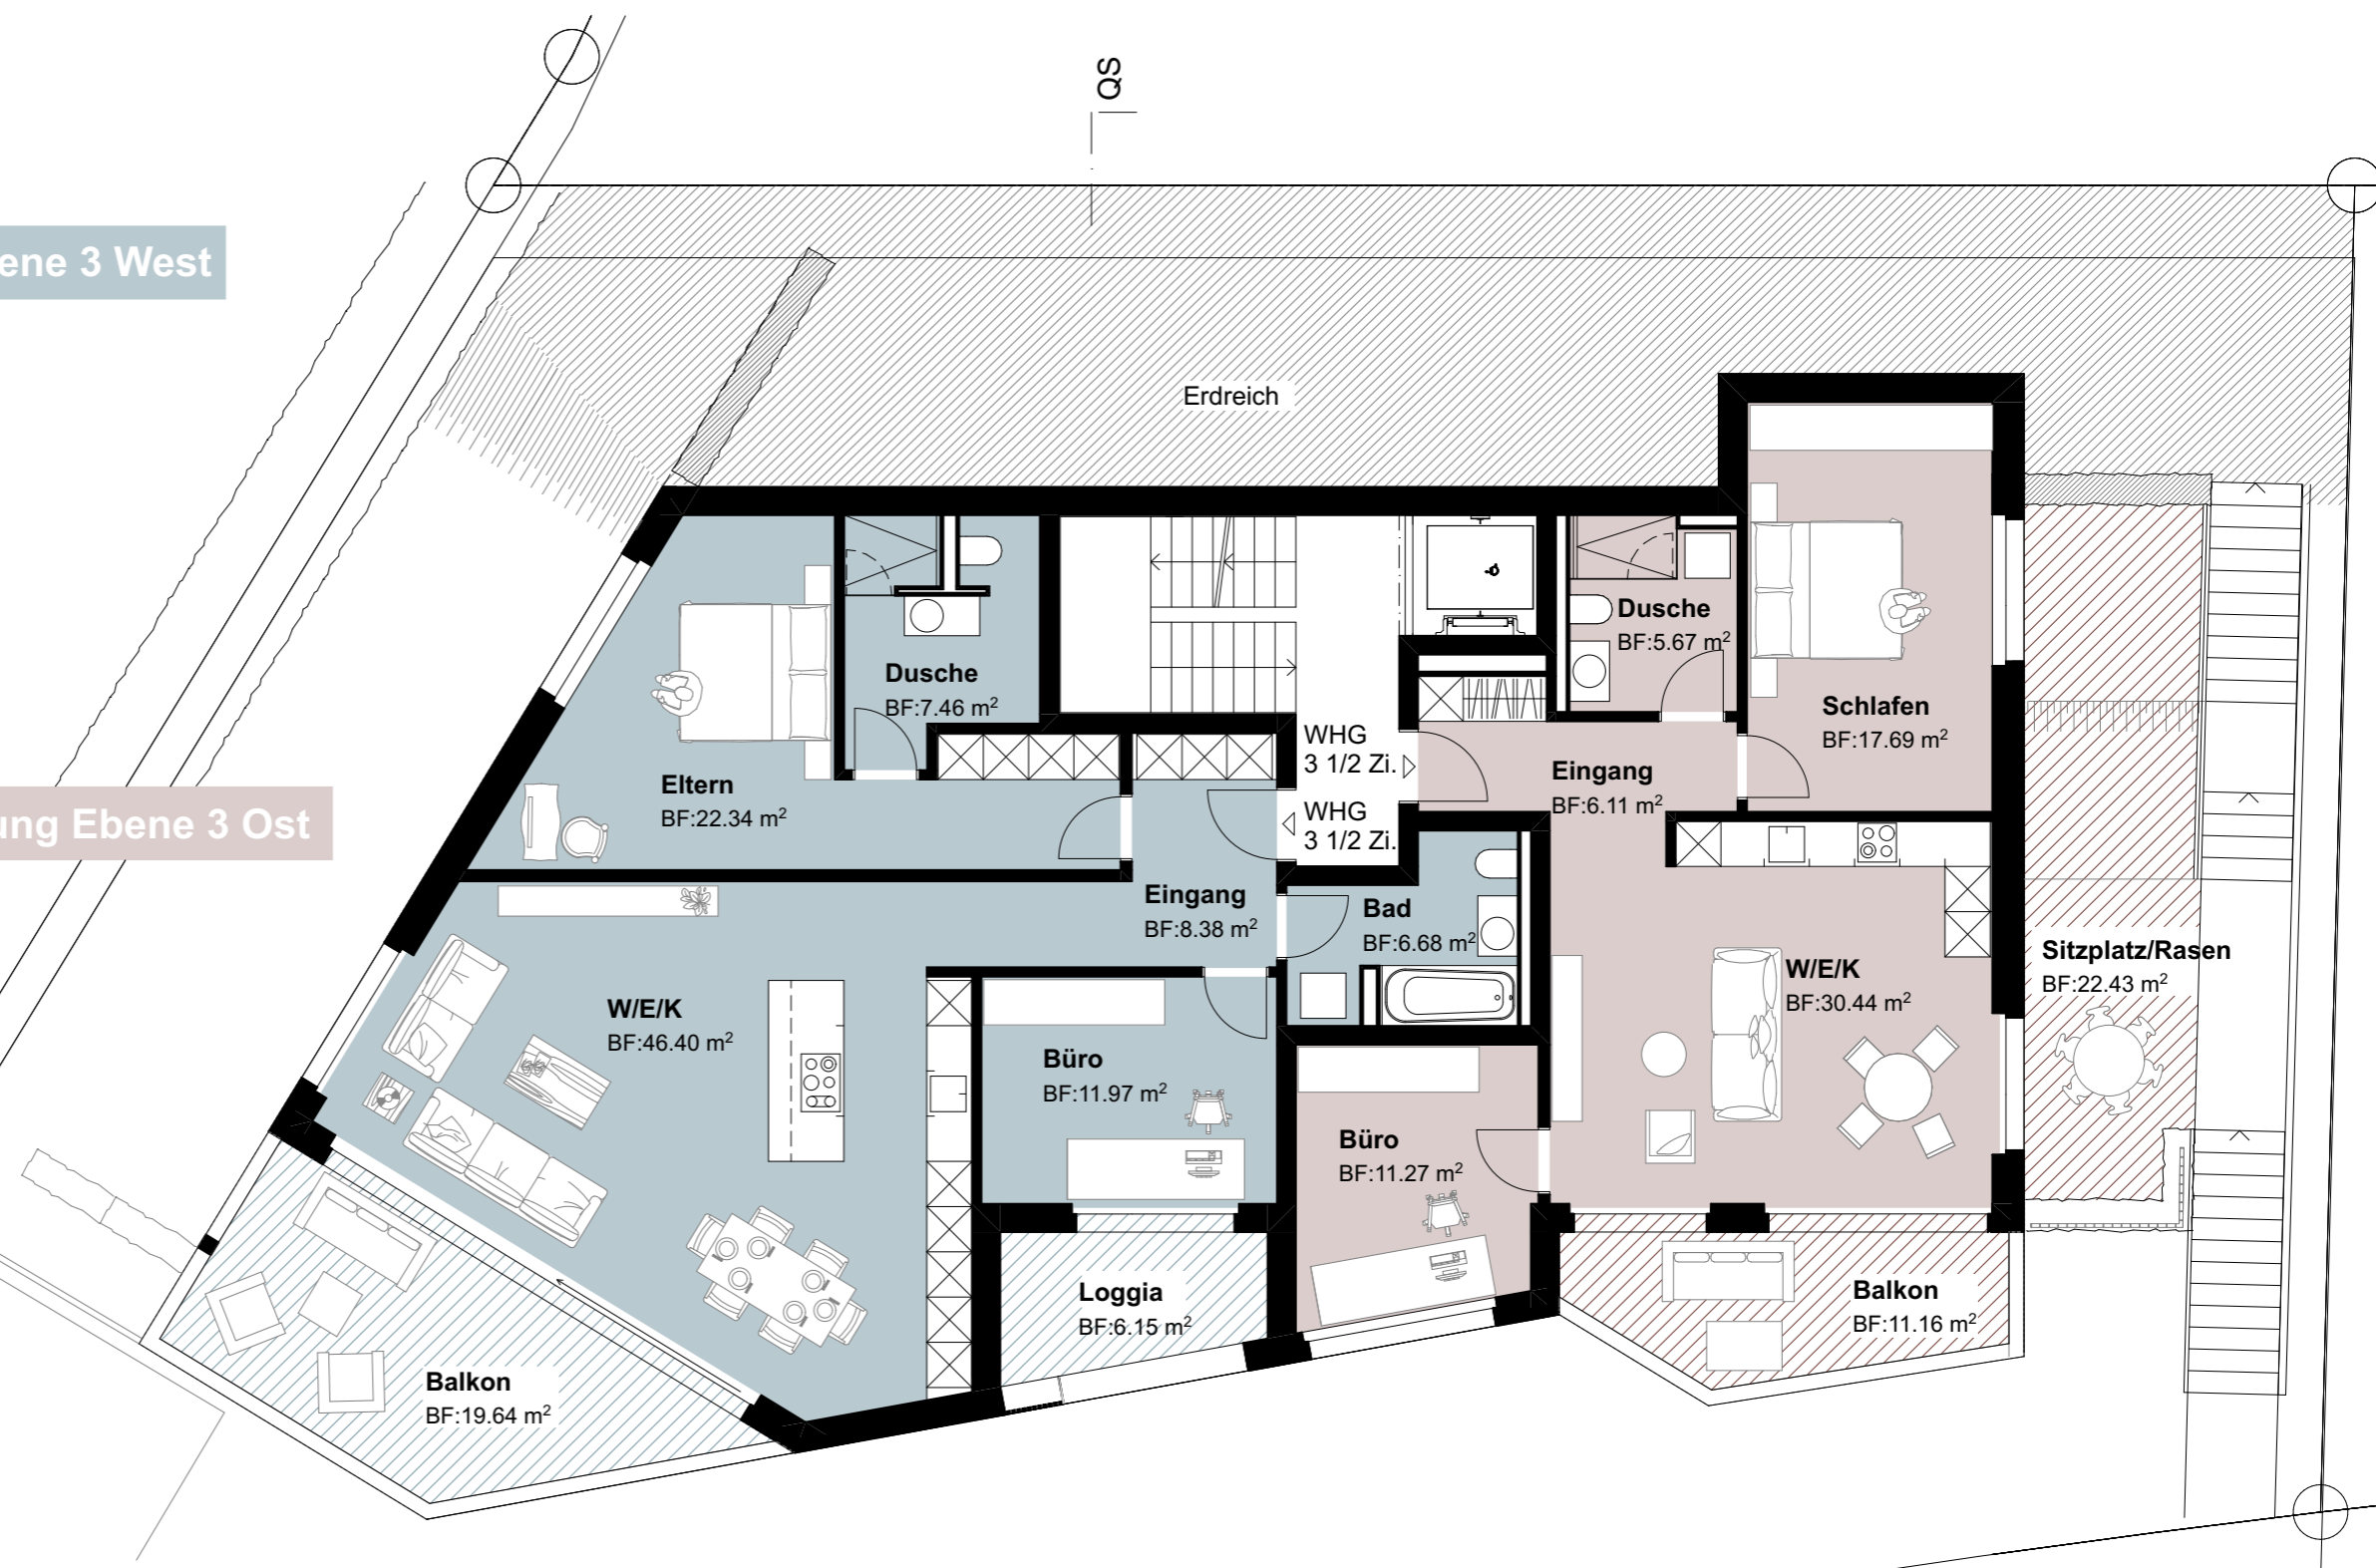 QS
ene 3 West
Erdreich
Dusche
BF:5.67 m²
Dusche
BF:7.46 m²
Schlafen
BF:17.69 m²
WHG
3 1/2 Zi.
Eltern
BF:22.34 m²
Eingang
BF:6.11 m²
ung Ebene 3 Ost
WHG
3 1/2 Zi.
Eingang
BF:8.38 m²
Bad
BF:6.68 m²
Sitzplatz/Rasen
BF:22.43 m²
W/E/K
BF:30.44 m²
W/E/K
BF:46.40 m²
Büro
BF:11.97 m²
Büro
BF:11.27 m²
Loggia
BF:6.15 m²
Balkon
BF:11.16 m²
Balkon
BF:19.64 m²